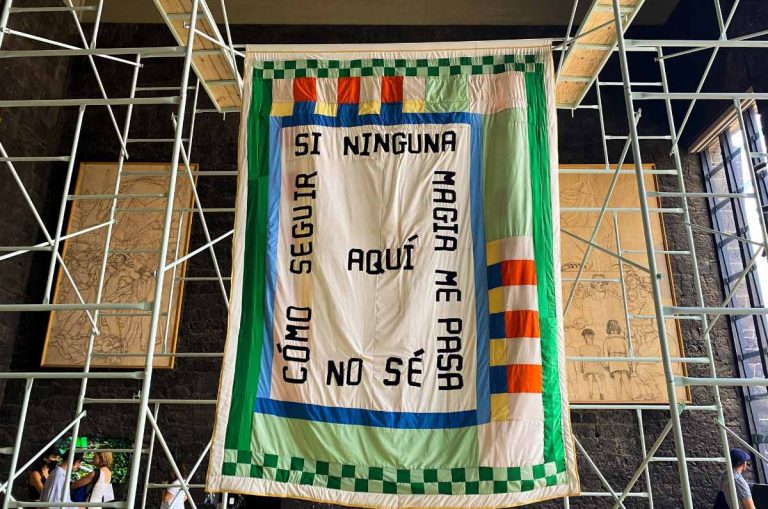 SI NINGUNA
MAGIA ME PASA
AQUÍ
NO SÉ
CÓMO SEGUIR